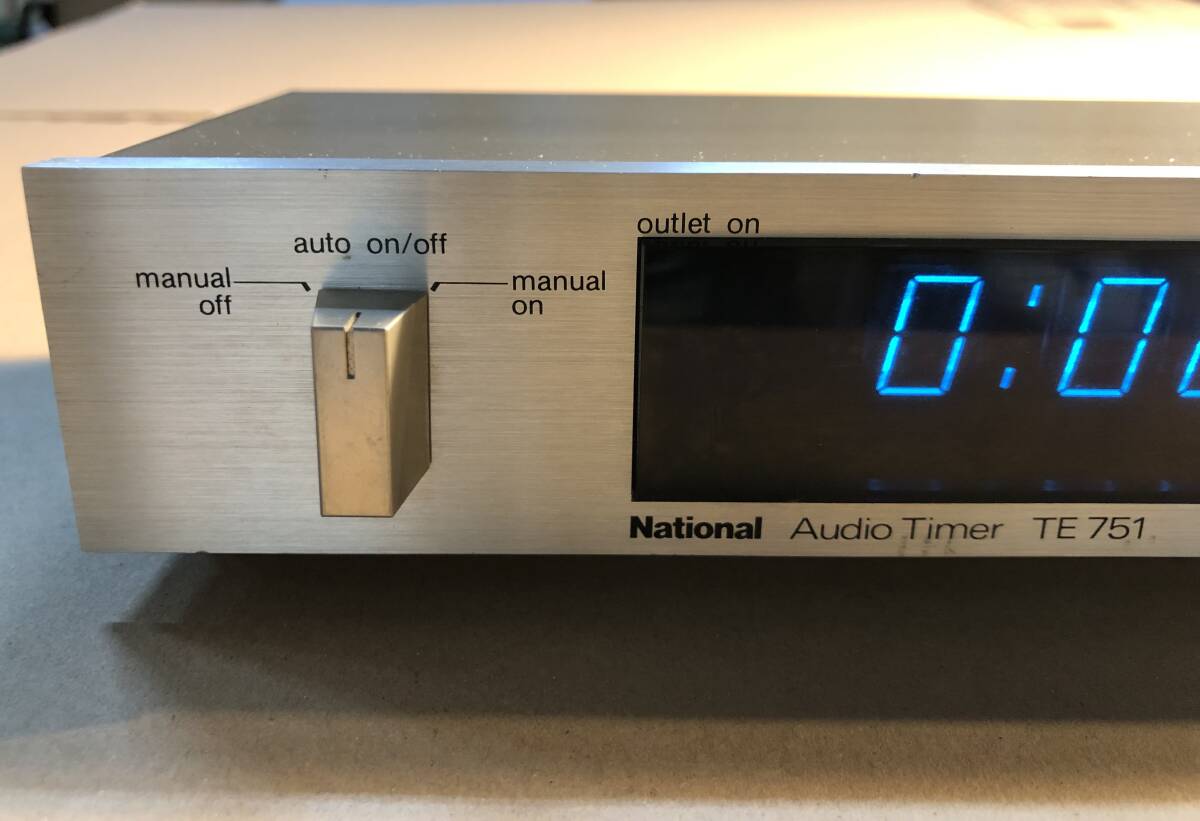 auto on/off
manual off
manual on
outlet on
0:0
National Audio Timer TE 751